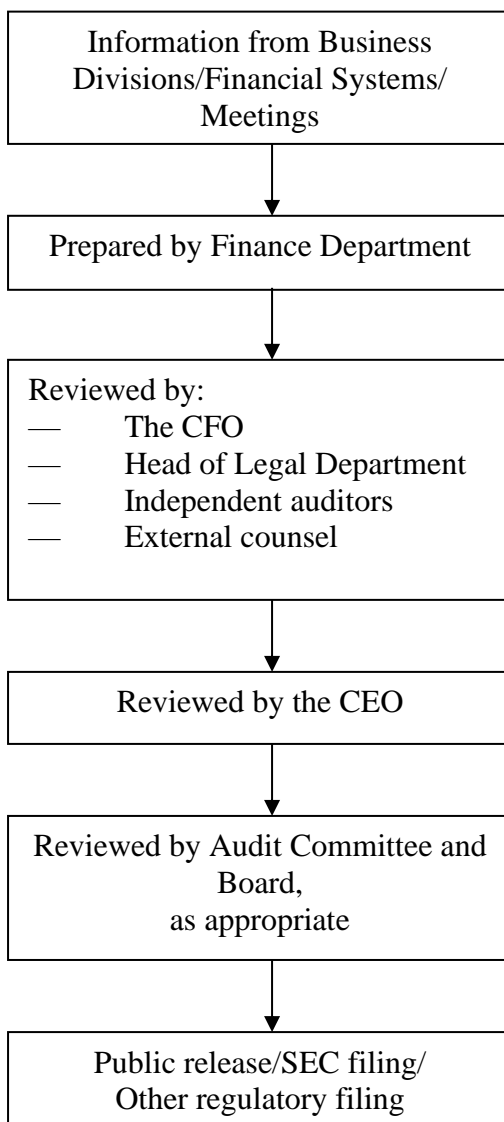 Information from Business
Divisions/Financial Systems/
Meetings
Prepared by Finance Department
Reviewed by:
— The CFO
— Head of Legal Department
— Independent auditors
— External counsel
Reviewed by the CEO
Reviewed by Audit Committee and
Board,
as appropriate
Public release/SEC filing/
Other regulatory filing